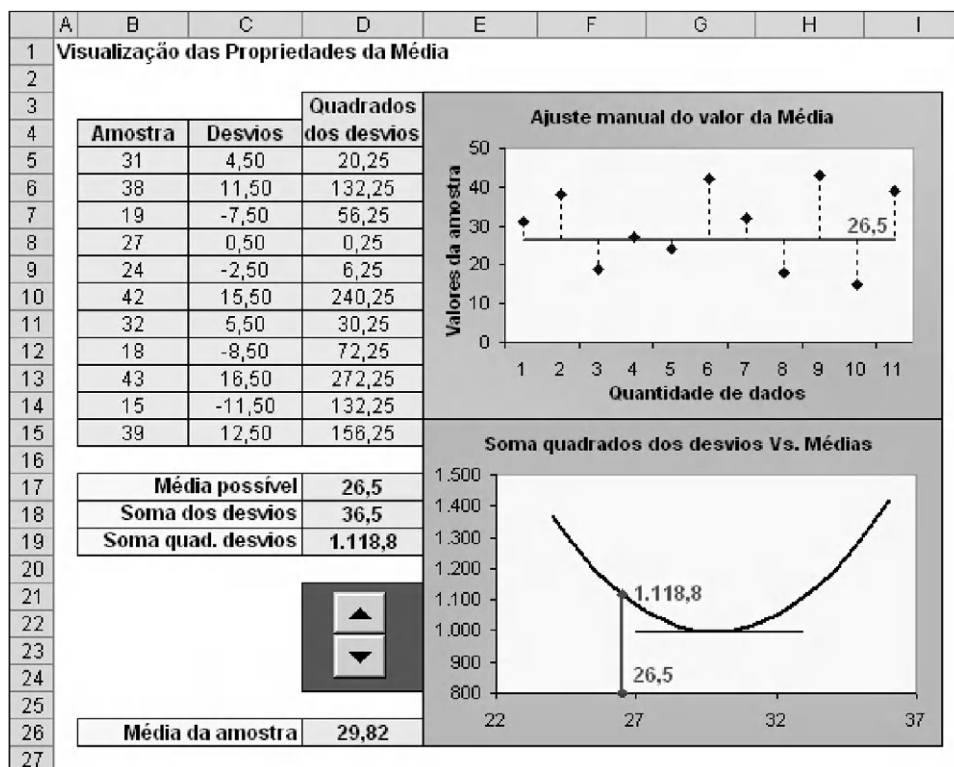 A B C D E F G H I
1 Visualização das Propriedades da Média
2
3 Quadrados
4 Amostra Desvios dos desvios
5 31 4,50 20,25
6 38 11,50 132,25
7 19 -7,50 56,25
8 27 0,50 0,25
9 24 -2,50 6,25
10 42 15,50 240,25
11 32 5,50 30,25
12 18 -8,50 72,25
13 43 16,50 272,25
14 15 -11,50 132,25
15 39 12,50 156,25
16
17 Média possível 26,5
18 Soma dos desvios 36,5
19 Soma quad. desvios 1.118,8
20
21
22
23
24
25
26 Média da amostra 29,82
27
Ajuste manual do valor da Média
Valores da amostra
50
40
30
20
10
0
26,5
1 2 3 4 5 6 7 8 9 10 11
Quantidade de dados
Soma quadrados dos desvios Vs. Médias
1.500
1.400
1.300
1.200
1.100
1.000
900
800
1.118,8
26,5
22 27 32 37